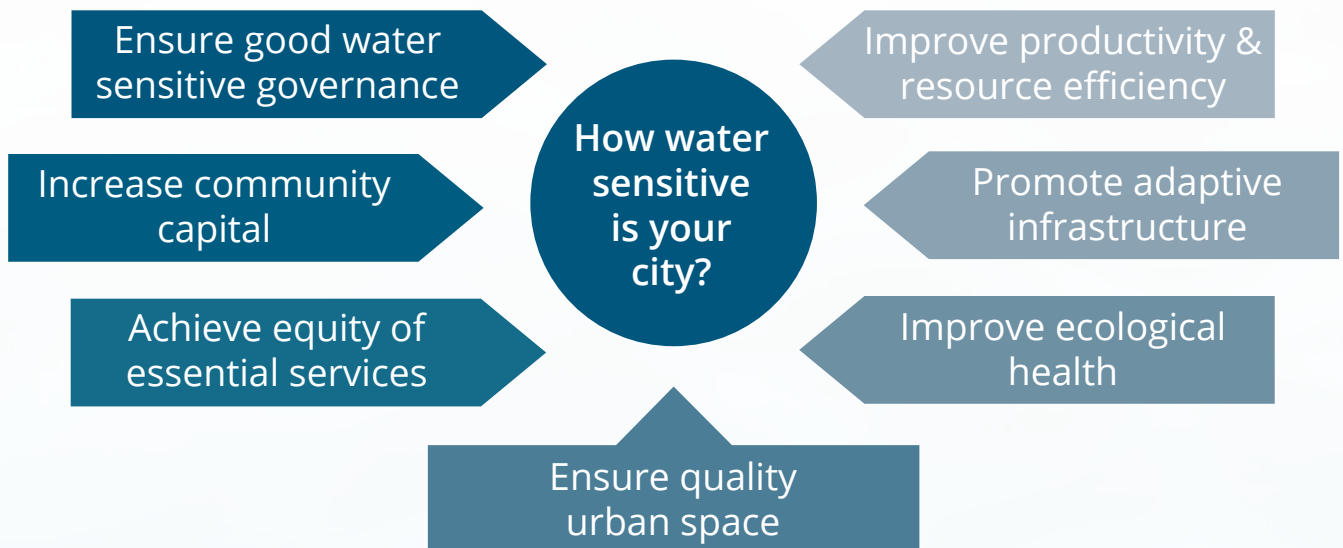 Ensure good water
sensitive governance
Increase community
capital
Achieve equity of
essential services
How water
sensitive
is your
city?
Improve productivity &
resource efficiency
Promote adaptive
infrastructure
Improve ecological
health
Ensure quality
urban space